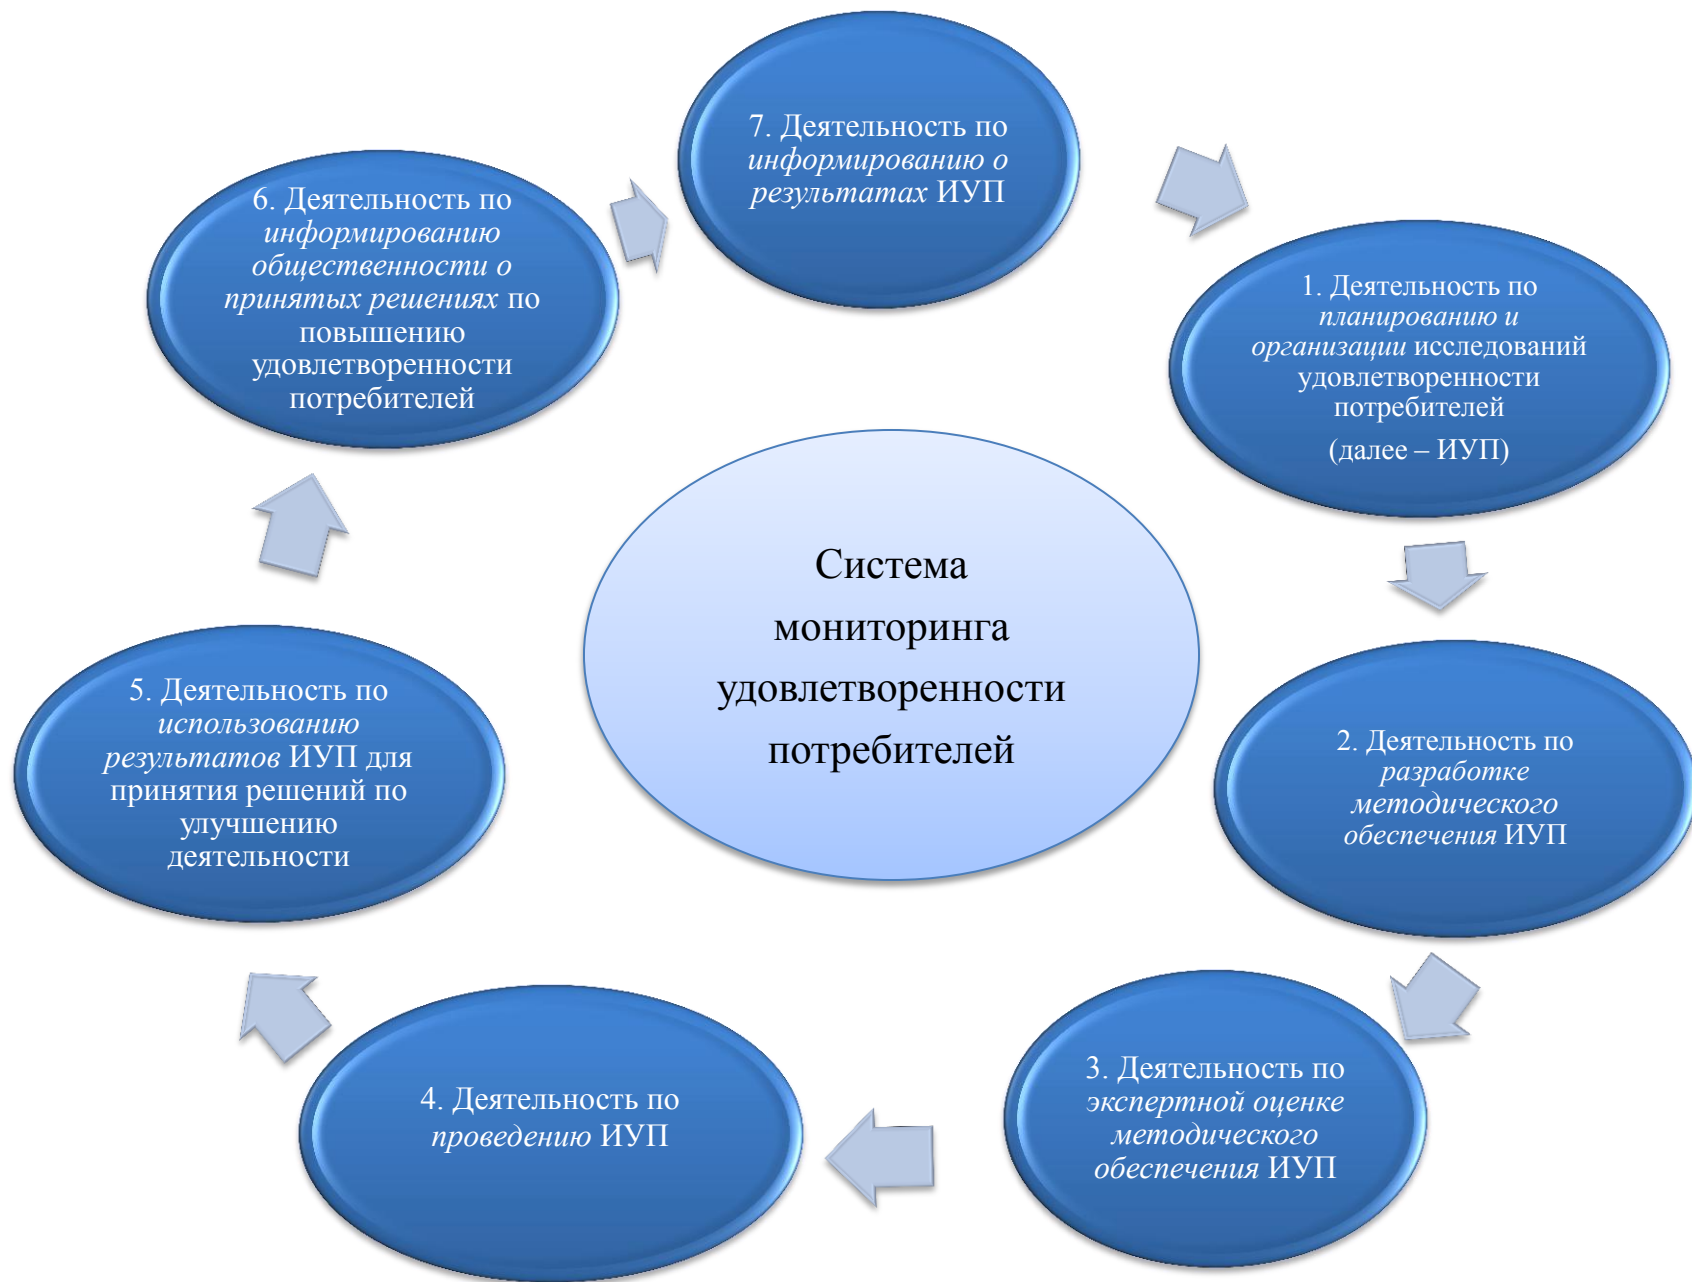 7. Деятельность по
информированию о
результатах ИУП
1. Деятельность по
планированию и
организации исследований
удовлетворенности
потребителей
(далее – ИУП)
2. Деятельность по
разработке
методического
обеспечения ИУП
3. Деятельность по
экспертной оценке
методического
обеспечения ИУП
4. Деятельность по
проведению ИУП
5. Деятельность по
использованию
результатов ИУП для
принятия решений по
улучшению
деятельности
6. Деятельность по
информированию
общественности о
принятых решениях по
повышению
удовлетворенности
потребителей
Система
мониторинга
удовлетворенности
потребителей